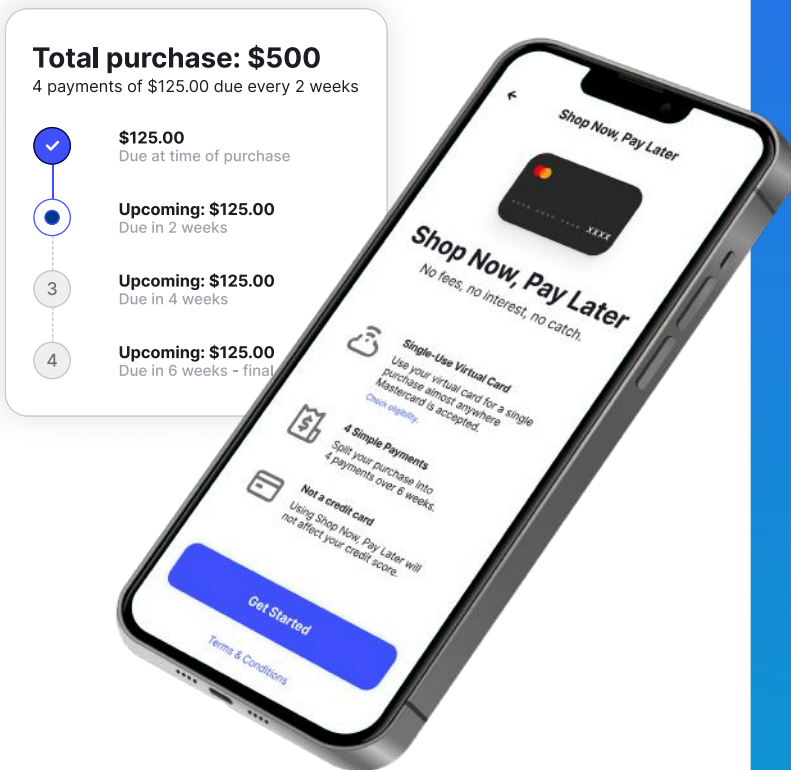 Total purchase: $500
4 payments of $125.00 due every 2 weeks
$125.00
Due at time of purchase
Upcoming: $125.00
Due in 2 weeks
3
Upcoming: $125.00
Due in 4 weeks
4
Upcoming: $125.00
Due in 6 weeks - final
Shop Now, Pay Later
XXXX
Shop Now, Pay Later
No fees, no interest, no catch.
Single-Use Virtual Card
Use your virtual card for a single
purchase almost anywhere
Mastercard is accepted.
Check eligibility.
4 Simple Payments
Split your purchase into
4 payments over 6 weeks.
Not a credit card
Using Shop Now, Pay Later will
not affect your credit score.
Get Started
Terms & Conditions